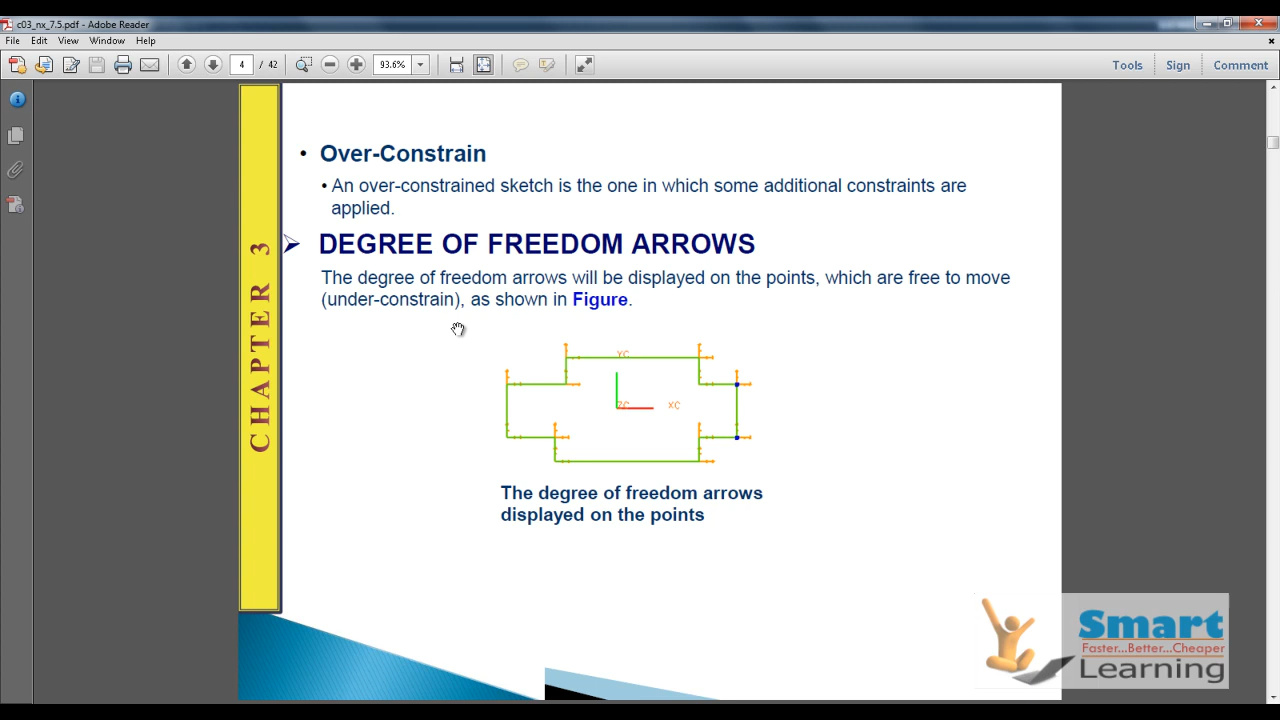 c03_nx_7.5.pdf - Adobe Reader
File Edit View Window Help
4 / 42 93.6% Tools Sign Comment
CHAPTER 3
• Over-Constrain
• An over-constrained sketch is the one in which some additional constraints are
applied.
DEGREE OF FREEDOM ARROWS
The degree of freedom arrows will be displayed on the points, which are free to move
(under-constrain), as shown in Figure.
YC
ZC XC
The degree of freedom arrows
displayed on the points
Smart
Faster...Better...Cheaper
Learning